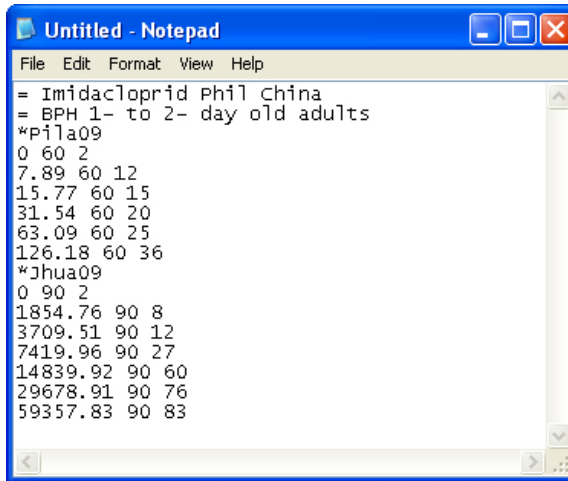 Untitled - Notepad
File Edit Format View Help
= Imidacloprid Phil China
= BPH 1- to 2- day old adults
*Pila09
0 60 2
7.89 60 12
15.77 60 15
31.54 60 20
63.09 60 25
126.18 60 36
*Jhua09
0 90 2
1854.76 90 8
3709.51 90 12
7419.96 90 27
14839.92 90 60
29678.91 90 76
59357.83 90 83